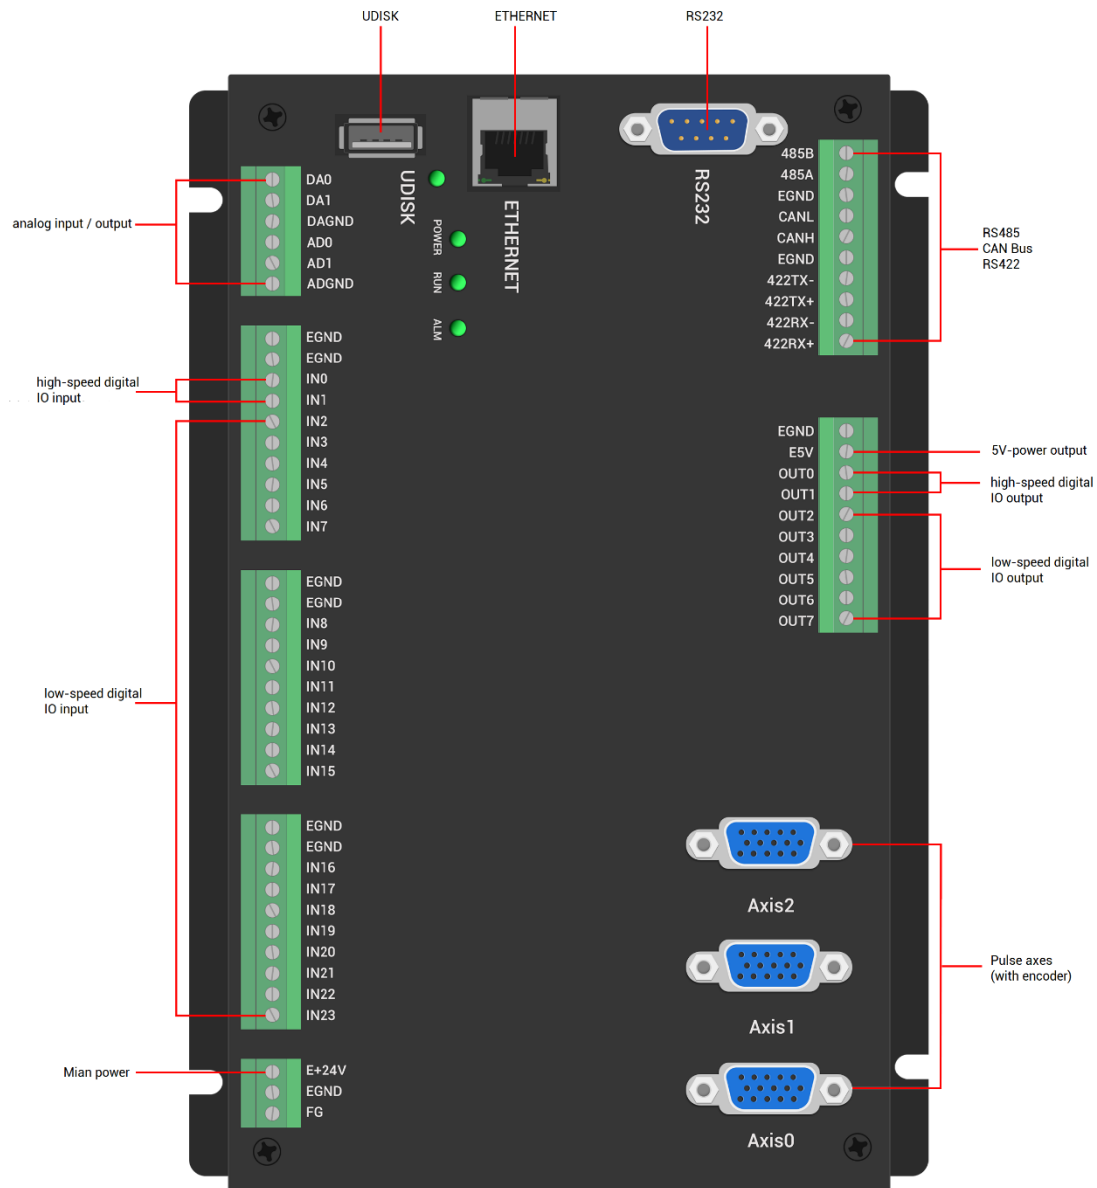 UDISK
ETHERNET
RS232
UDISK
ETHERNET
RS232
POWER
RUN
ALM
analog input / output
DA0
DA1
DAGND
AD0
AD1
ADGND
high-speed digital
IO input
EGND
EGND
IN0
IN1
IN2
IN3
IN4
IN5
IN6
IN7
low-speed digital
IO input
EGND
EGND
IN8
IN9
IN10
IN11
IN12
IN13
IN14
IN15
EGND
EGND
IN16
IN17
IN18
IN19
IN20
IN21
IN22
IN23
Mian power
E+24V
EGND
FG
485B
485A
EGND
CANL
CANH
EGND
422TX-
422TX+
422RX-
422RX+
RS485
CAN Bus
RS422
EGND
E5V
OUT0
OUT1
OUT2
OUT3
OUT4
OUT5
OUT6
OUT7
5V-power output
high-speed digital
IO output
low-speed digital
IO output
Axis2
Axis1
Axis0
Pulse axes
(with encoder)